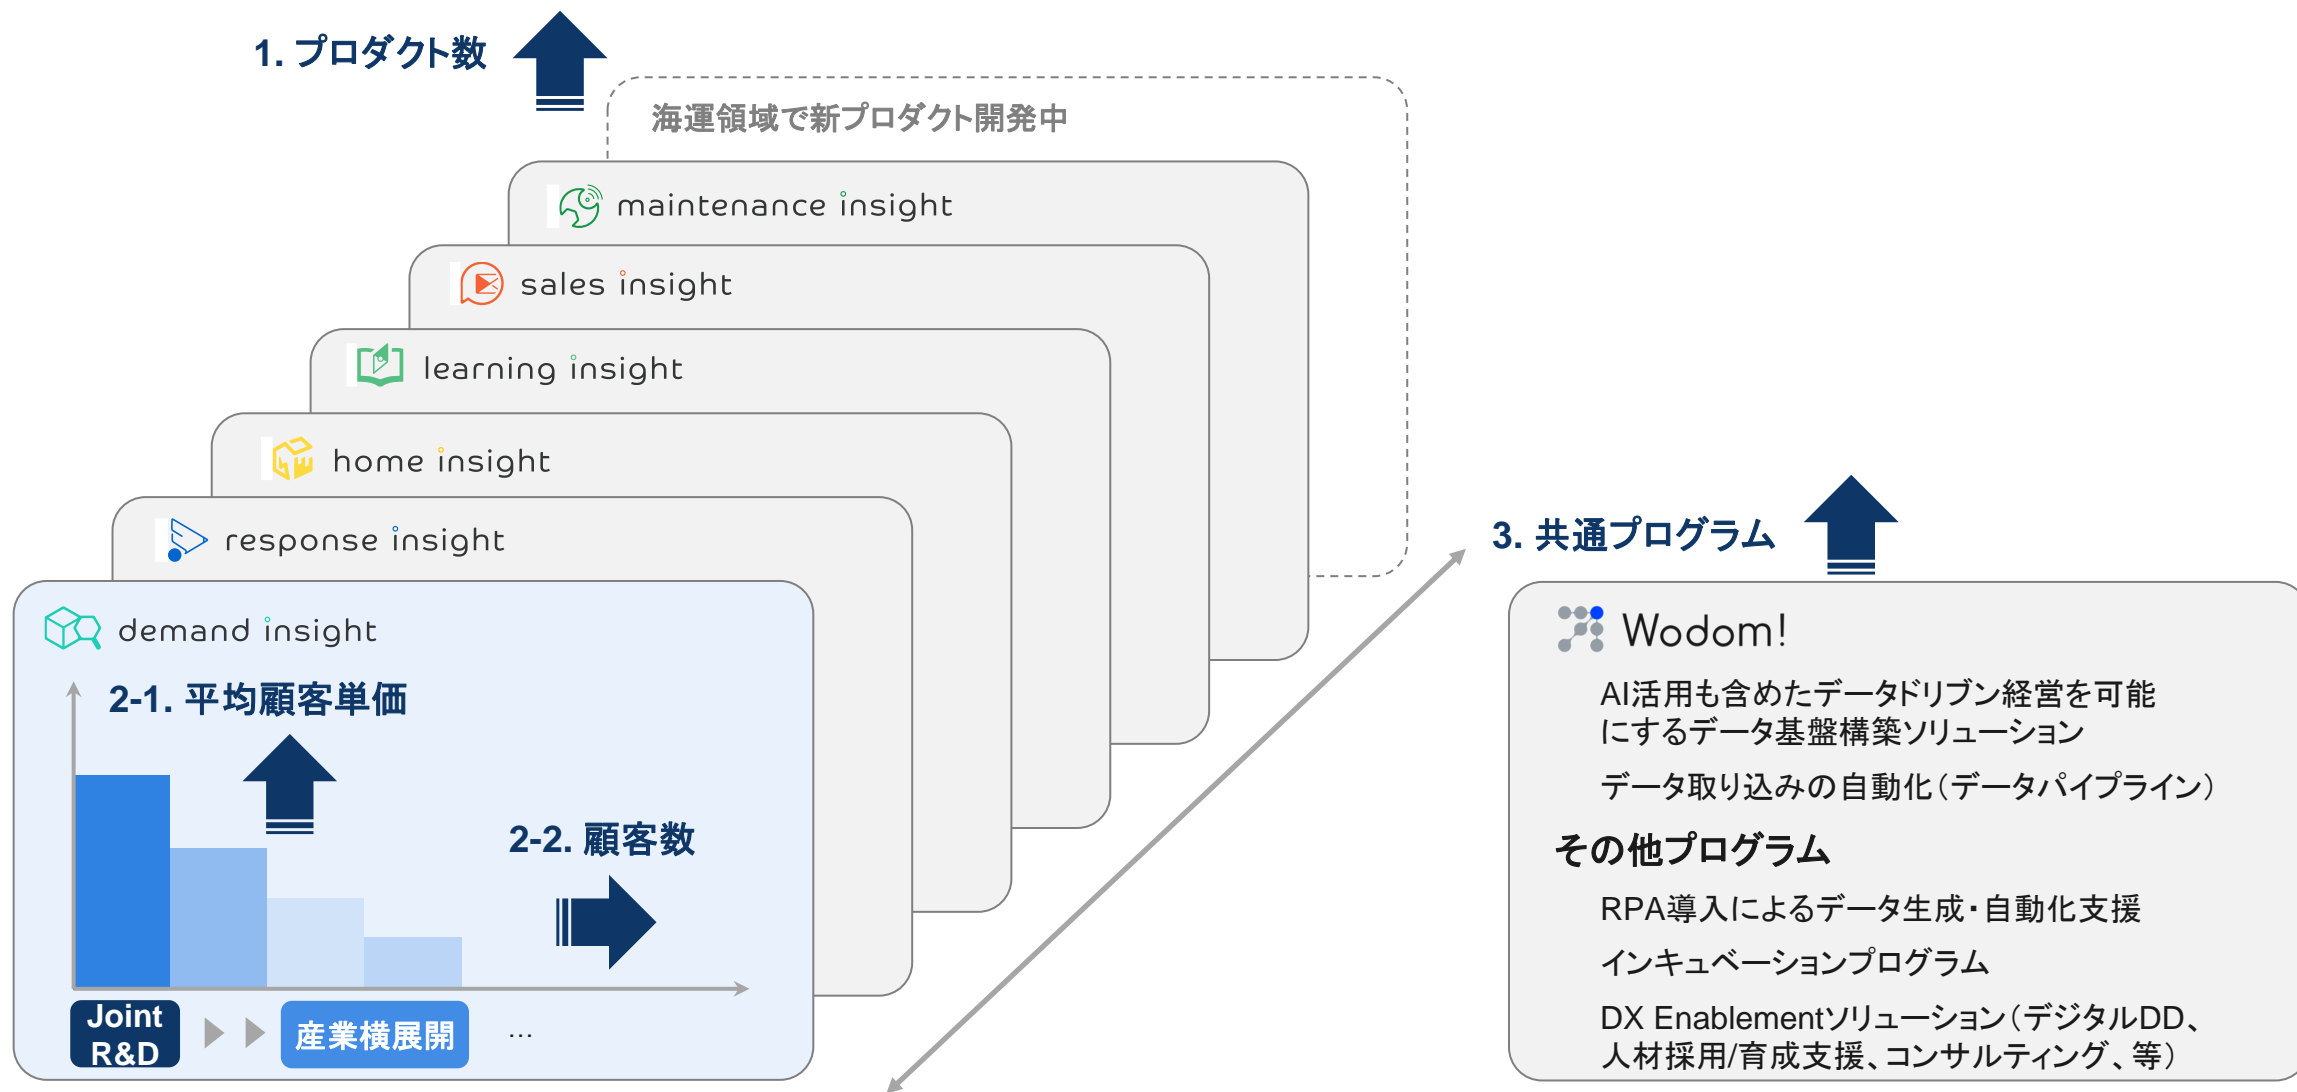 1. プロダクト数
海運領域で新プロダクト開発中
maintenance insight
sales insight
learning insight
home insight
response insight
demand insight
2-1. 平均顧客単価
2-2. 顧客数
Joint
R&D
産業横展開
...
3. 共通プログラム
Wodom!
AI活用も含めたデータドリブン経営を可能
にするデータ基盤構築ソリューション
データ取り込みの自動化（データパイプライン）
その他プログラム
RPA導入によるデータ生成・自動化支援
インキュベーションプログラム
DX Enablementソリューション（デジタルDD、
人材採用/育成支援、コンサルティング、等）